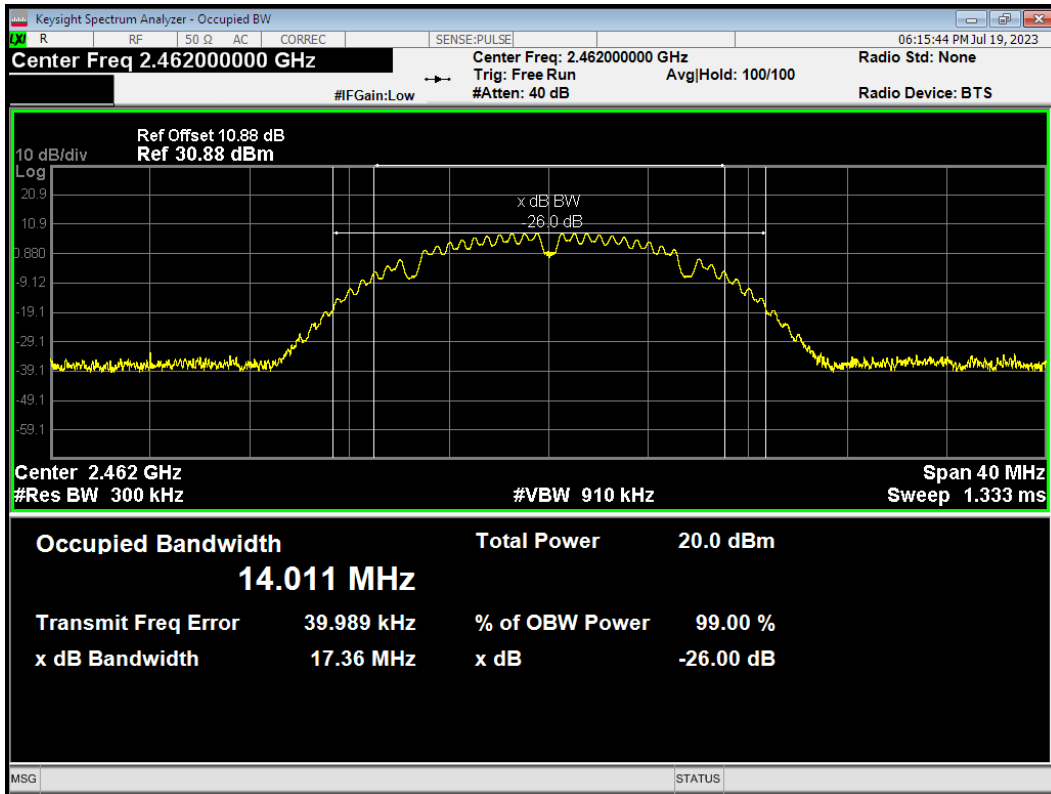 Keysight Spectrum Analyzer - Occupied BW
LXI R RF 50 Ω AC CORREC SENSE:PULSE 06:15:44 PM Jul 19, 2023
Center Freq 2.462000000 GHz
Center Freq: 2.462000000 GHz
Radio Std: None
Trig: Free Run
Avg|Hold: 100/100
#IFGain:Low
#Atten: 40 dB
Radio Device: BTS
Ref Offset 10.88 dB
10 dB/div Ref 30.88 dBm
Log
20.9
10.9
0.880
-9.12
-19.1
-29.1
-39.1
-49.1
-59.1
x dB BW
-26.0 dB
Center 2.462 GHz Span 40 MHz
#Res BW 300 kHz #VBW 910 kHz Sweep 1.333 ms
Occupied Bandwidth Total Power 20.0 dBm
14.011 MHz
Transmit Freq Error 39.989 kHz % of OBW Power 99.00 %
x dB Bandwidth 17.36 MHz x dB -26.00 dB
MSG STATUS